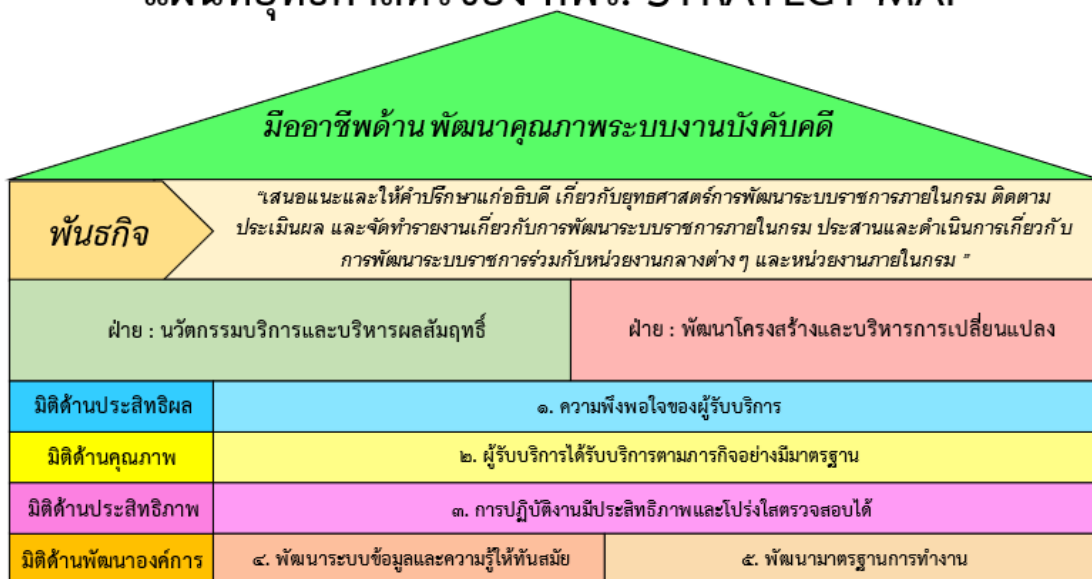 แผนที่ยุทธศาสตร์ของ กพร. STRATEGY MAP
มืออาชีพด้าน พัฒนาคุณภาพระบบงานบังคับคดี
พันธกิจ
"เสนอแนะและให้คำปรึกษาแก่อธิบดี เกี่ยวกับยุทธศาสตร์การพัฒนาระบบราชการภายในกรม ติดตาม
ประเมินผล และจัดทำรายงานเกี่ยวกับการพัฒนาระบบราชการภายในกรม ประสานและดำเนินการเกี่ยวกับ
การพัฒนาระบบราชการร่วมกับหน่วยงานกลางต่างๆ และหน่วยงานภายในกรม "
ฝ่าย : นวัตกรรมบริการและบริหารผลสัมฤทธิ์
ฝ่าย : พัฒนาโครงสร้างและบริหารการเปลี่ยนแปลง
มิติด้านประสิทธิผล
๑. ความพึงพอใจของผู้รับบริการ
มิติด้านคุณภาพ
๒. ผู้รับบริการได้รับบริการตามภารกิจอย่างมีมาตรฐาน
มิติด้านประสิทธิภาพ
๓. การปฏิบัติงานมีประสิทธิภาพและโปร่งใสตรวจสอบได้
มิติด้านพัฒนาองค์การ
๔. พัฒนาระบบข้อมูลและความรู้ให้ทันสมัย
๕. พัฒนามาตรฐานการทำงาน